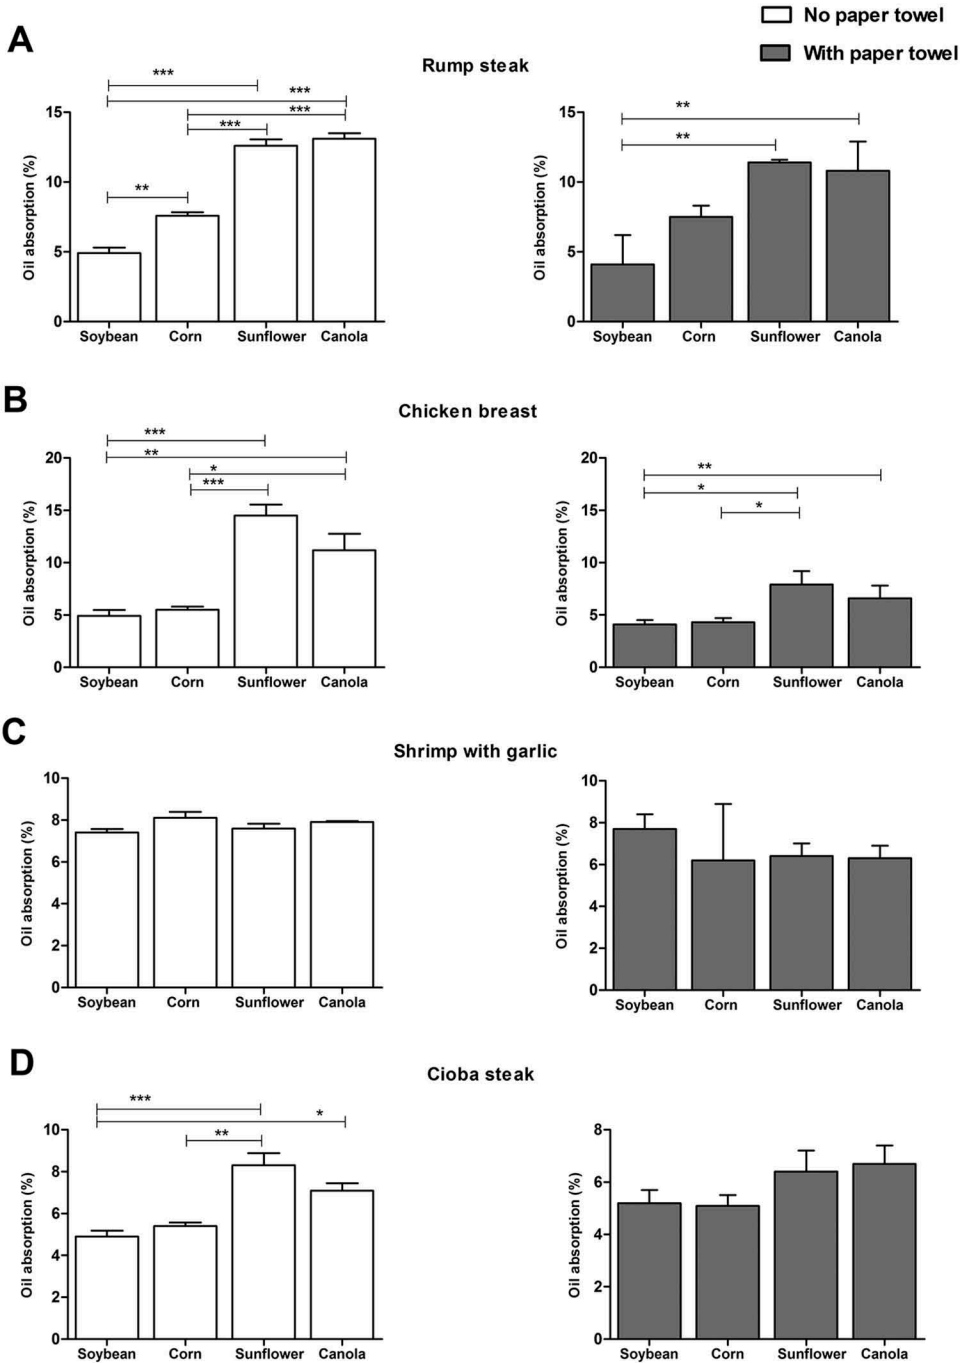 No paper towel
With paper towel
A
Rump steak
***
***
***
***
**
Oil absorption (%)
15
10
5
0
Soybean Corn Sunflower Canola
**
**
Oil absorption (%)
15
10
5
0
Soybean Corn Sunflower Canola
B
Chicken breast
***
**
*
***
Oil absorption (%)
20
15
10
5
0
Soybean Corn Sunflower Canola
**
*
*
Oil absorption (%)
20
15
10
5
0
Soybean Corn Sunflower Canola
C
Shrimp with garlic
Oil absorption (%)
10
8
6
4
2
0
Soybean Corn Sunflower Canola
Oil absorption (%)
10
8
6
4
2
0
Soybean Corn Sunflower Canola
D
Cioba steak
***
*
**
Oil absorption (%)
10
8
6
4
2
0
Soybean Corn Sunflower Canola
Oil absorption (%)
8
6
4
2
0
Soybean Corn Sunflower Canola